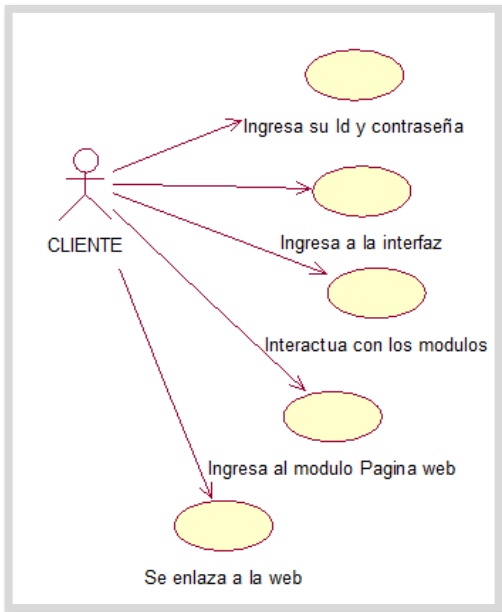 Ingresa su Id y contraseña
Ingresa a la interfaz
CLIENTE
Interactua con los modulos
Ingresa al modulo Pagina web
Se enlaza a la web